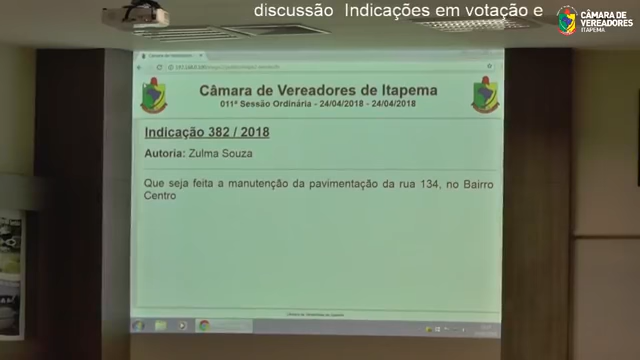 discussão Indicações em votação e
CÂMARA DE
VEREADORES
ITAPEMA
Câmara de Vereadores de Itapema
011ª Sessão Ordinária - 24/04/2018 - 24/04/2018
Indicação 382 / 2018
Autoria: Zulma Souza
Que seja feita a manutenção da pavimentação da rua 134, no Bairro
Centro